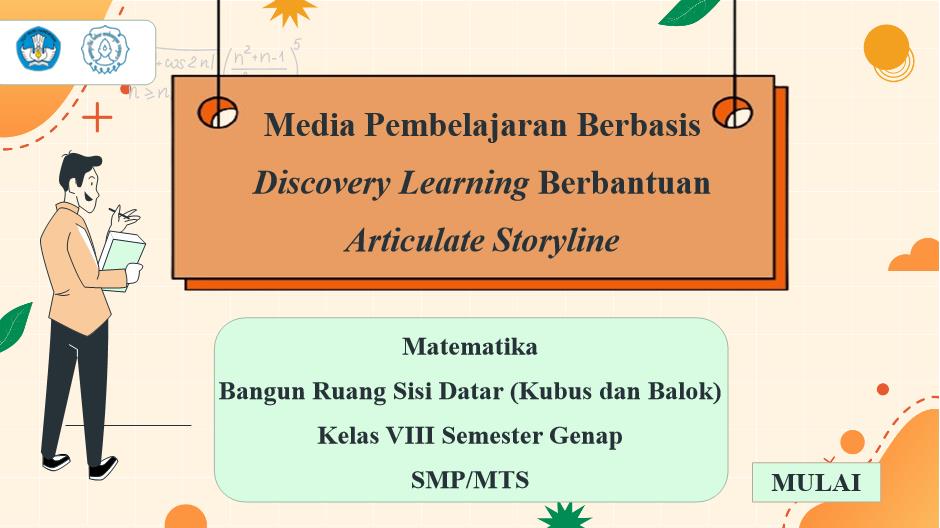 Media Pembelajaran Berbasis
Discovery Learning Berbantuan
Articulate Storyline
Matematika
Bangun Ruang Sisi Datar (Kubus dan Balok)
Kelas VIII Semester Genap
SMP/MTS
MULAI